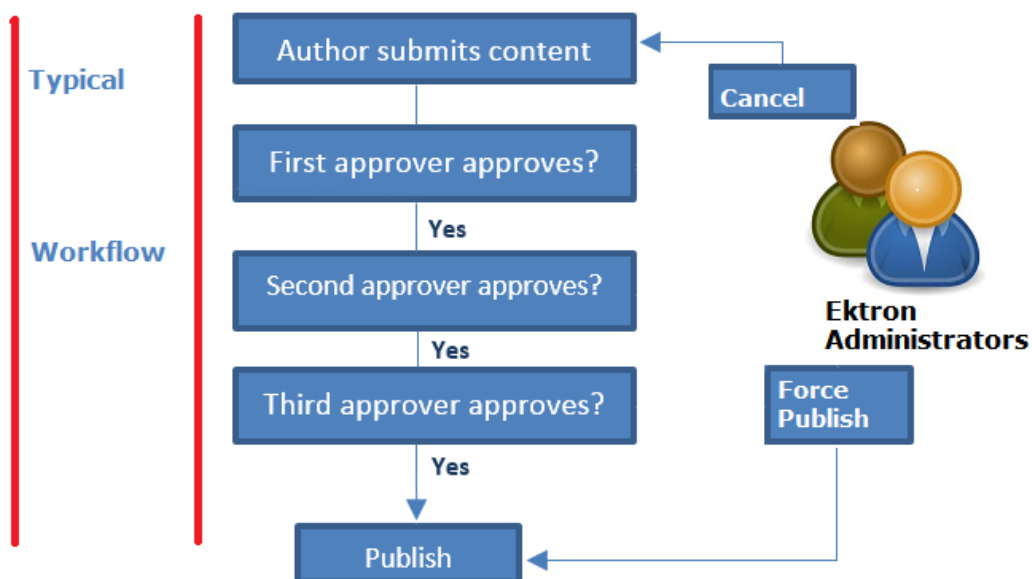 Typical
Workflow
Author submits content
First approver approves?
Yes
Second approver approves?
Yes
Third approver approves?
Yes
Publish
Cancel
Ektron
Administrators
Force
Publish